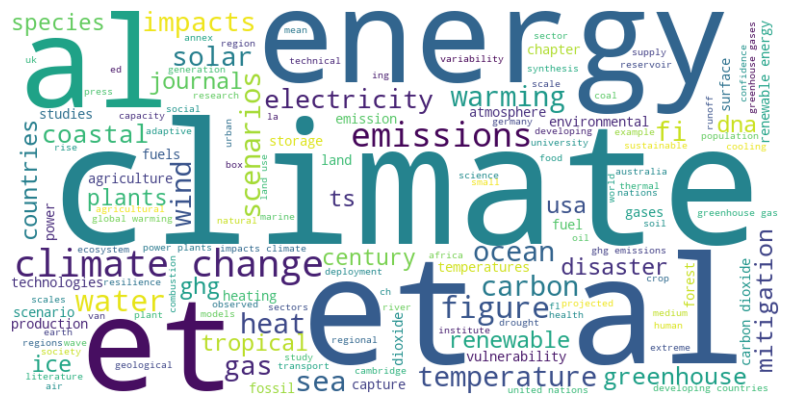 species
impacts
al
energy
uk
annex
region
mean
technical
variability
sector
chapter
supply
reservoir
synthesis
confidence
greenhouse gases
renewable energy
solar
ed
press
generation
research
journal
ing
scale
coal
surface
runoff
studies
capacity
social
la
electricity
warming
atmosphere
germany
developing
environmental
example
sustainable
dna
population
cooling
fi
coastal
adaptive
urban
scenarios
emission
emissions
storage
university
rise
fuels
box
land use
land
food
countries
agriculture
wind
climate
science
small
australia
thermal
nations
world
plants
ts
usa
gases
greenhouse gas
power
agricultural
global warming
natural
marine
fuel
soil
oil
ecosystem
power plants
impacts climate
ocean
ghg emissions
climate change
century
africa
temperatures
disaster
crop
forest
carbon dioxide
mitigation
technologies
resilience
combustion
ghg
heating
deployment
et
carbon
scales
water
observed
sectors
ch
figure
f1
projected
medium
scenario
plant
models
river
drought
health
human
production
van
heat
dioxide
al
et
institute
extreme
earth
tropical
regional
renewable
regions
wave
society
ice
geological
gas
study
transport
cambridge
vulnerability
greenhouse
literature
air
fossil
sea
capture
temperature
united nations
developing countries